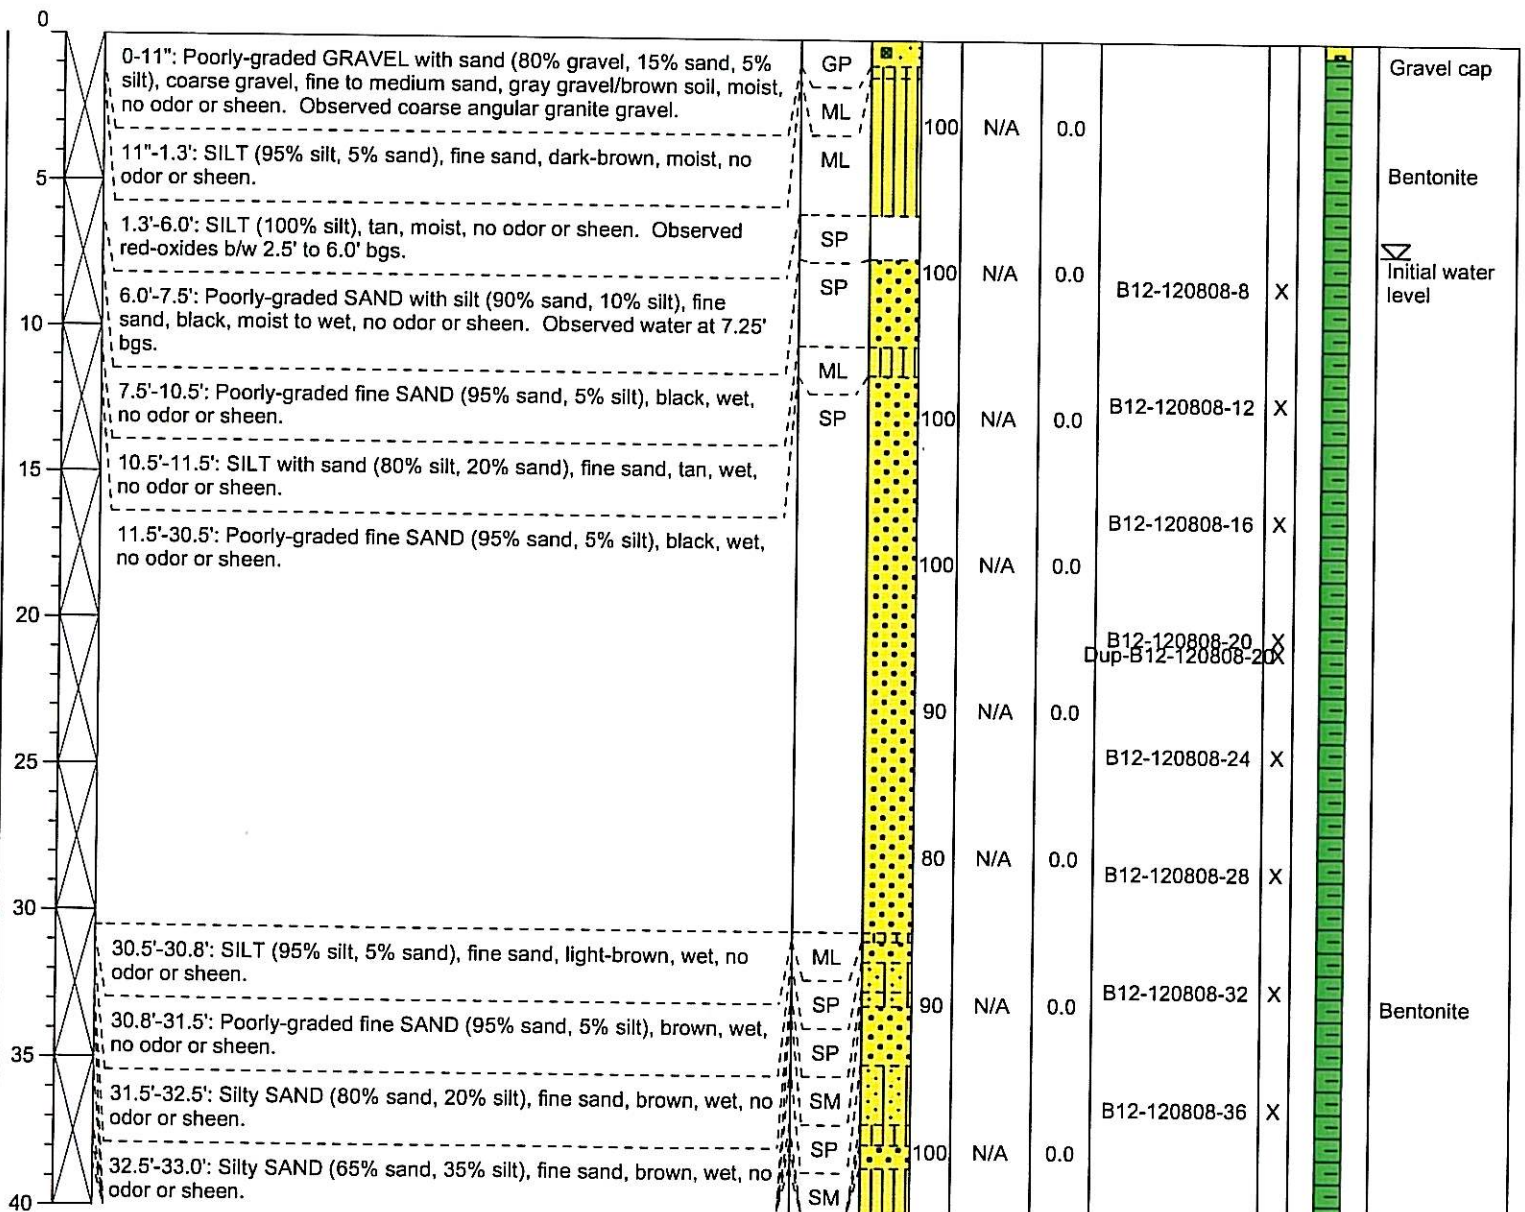 0
0-11": Poorly-graded GRAVEL with sand (80% gravel, 15% sand, 5%
silt), coarse gravel, fine to medium sand, gray gravel/brown soil, moist,
no odor or sheen. Observed coarse angular granite gravel.
GP
Gravel cap
ML
100
N/A
0.0
11"-1.3': SILT (95% silt, 5% sand), fine sand, dark-brown, moist, no
odor or sheen.
ML
5
Bentonite
1.3'-6.0': SILT (100% silt), tan, moist, no odor or sheen. Observed
red-oxides b/w 2.5' to 6.0' bgs.
SP
100
N/A
0.0
Initial water
level
6.0'-7.5': Poorly-graded SAND with silt (90% sand, 10% silt), fine
sand, black, moist to wet, no odor or sheen. Observed water at 7.25'
bgs.
SP
B12-120808-8
X
10
ML
7.5'-10.5': Poorly-graded fine SAND (95% sand, 5% silt), black, wet,
no odor or sheen.
SP
100
N/A
0.0
B12-120808-12
X
10.5'-11.5': SILT with sand (80% silt, 20% sand), fine sand, tan, wet,
no odor or sheen.
15
11.5'-30.5': Poorly-graded fine SAND (95% sand, 5% silt), black, wet,
no odor or sheen.
B12-120808-16
X
100
N/A
0.0
20
B12-120808-20
X
Dup-B12-120808-20
X
90
N/A
0.0
25
B12-120808-24
X
80
N/A
0.0
B12-120808-28
X
30
30.5'-30.8': SILT (95% silt, 5% sand), fine sand, light-brown, wet, no
odor or sheen.
ML
B12-120808-32
X
30.8'-31.5': Poorly-graded fine SAND (95% sand, 5% silt), brown, wet,
no odor or sheen.
SP
90
N/A
0.0
Bentonite
35
SP
31.5'-32.5': Silty SAND (80% sand, 20% silt), fine sand, brown, wet, no
odor or sheen.
SM
B12-120808-36
X
32.5'-33.0': Silty SAND (65% sand, 35% silt), fine sand, brown, wet, no
odor or sheen.
SP
100
N/A
0.0
40
SM